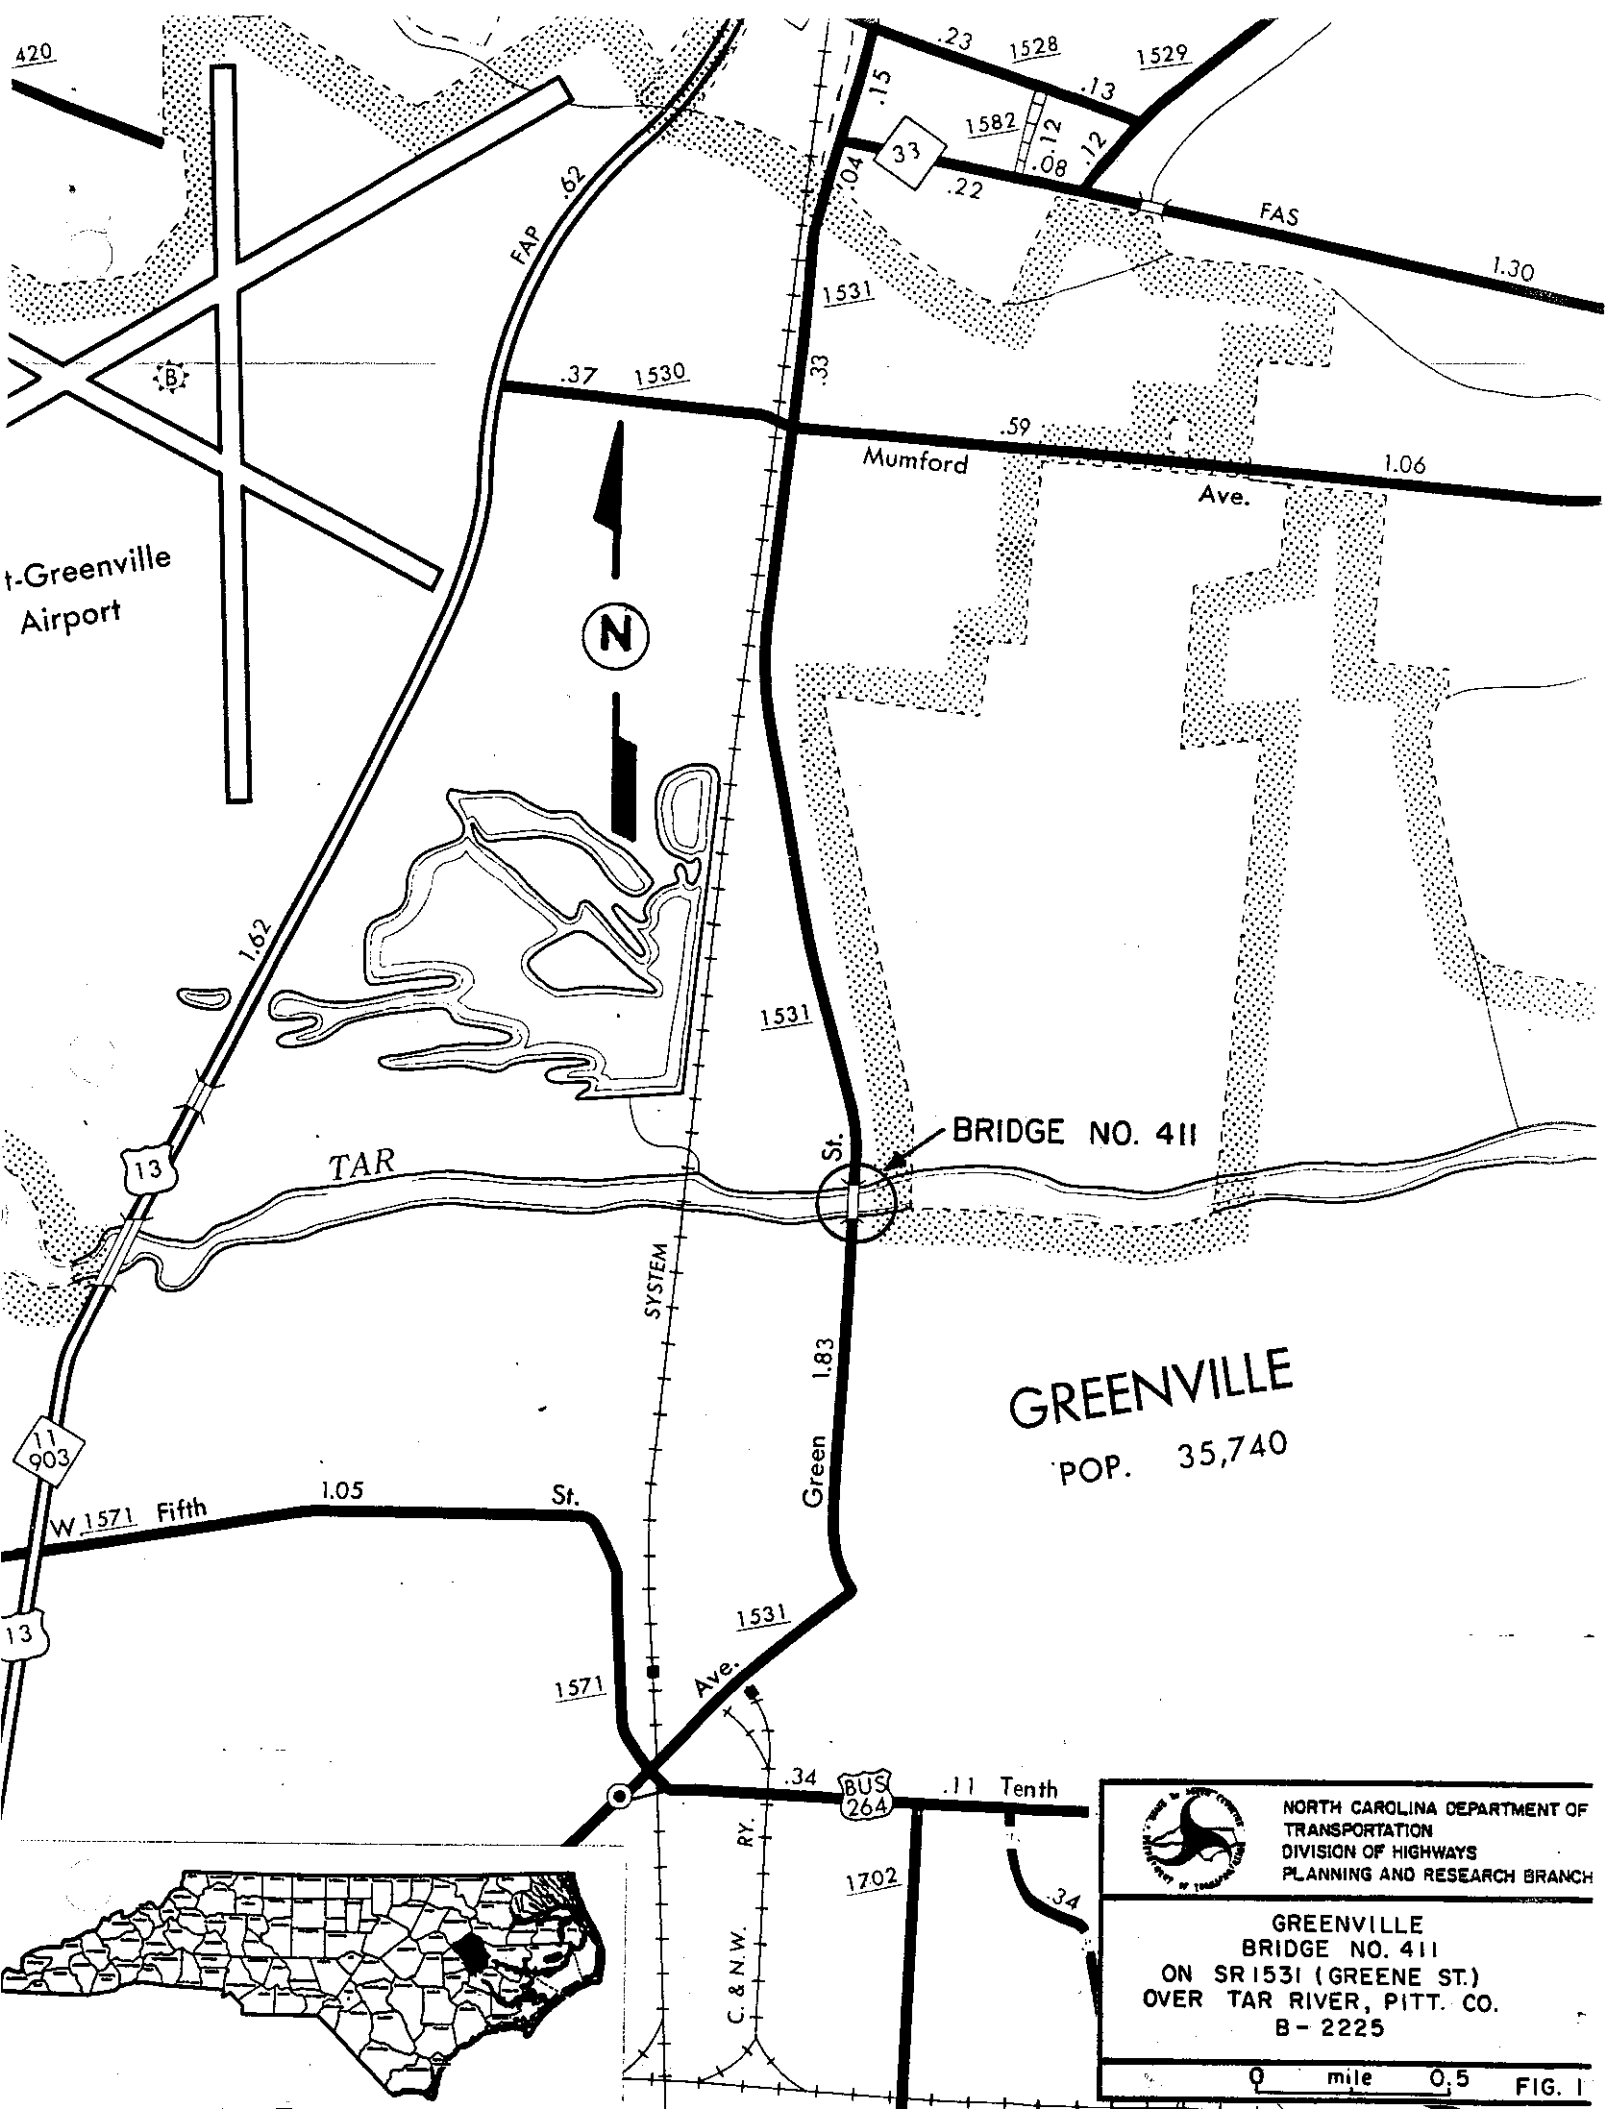 420
.23
1528
1529
.15
.13
1582
.12
.12
33
.04
.08
.22
.62
FAP
FAS
1.30
1531
.33
.37 1530
.59
Mumford
1.06
Ave.
t-Greenville
Airport
N
1.62
1531
BRIDGE NO. 411
St.
13
TAR
SYSTEM
1.83
GREENVILLE
POP. 35,740
11
903
Green
1.05
St.
W. 1571 Fifth
1531
13
Ave.
1571
.34
BUS
264
.11 Tenth
RY.
1702
.34
C. & N.W.
NORTH CAROLINA DEPARTMENT OF
TRANSPORTATION
DIVISION OF HIGHWAYS
PLANNING AND RESEARCH BRANCH
GREENVILLE
BRIDGE NO. 411
ON SR 1531 (GREENE ST.)
OVER TAR RIVER, PITT. CO.
B - 2225
0 mile 0.5
FIG. 1
B